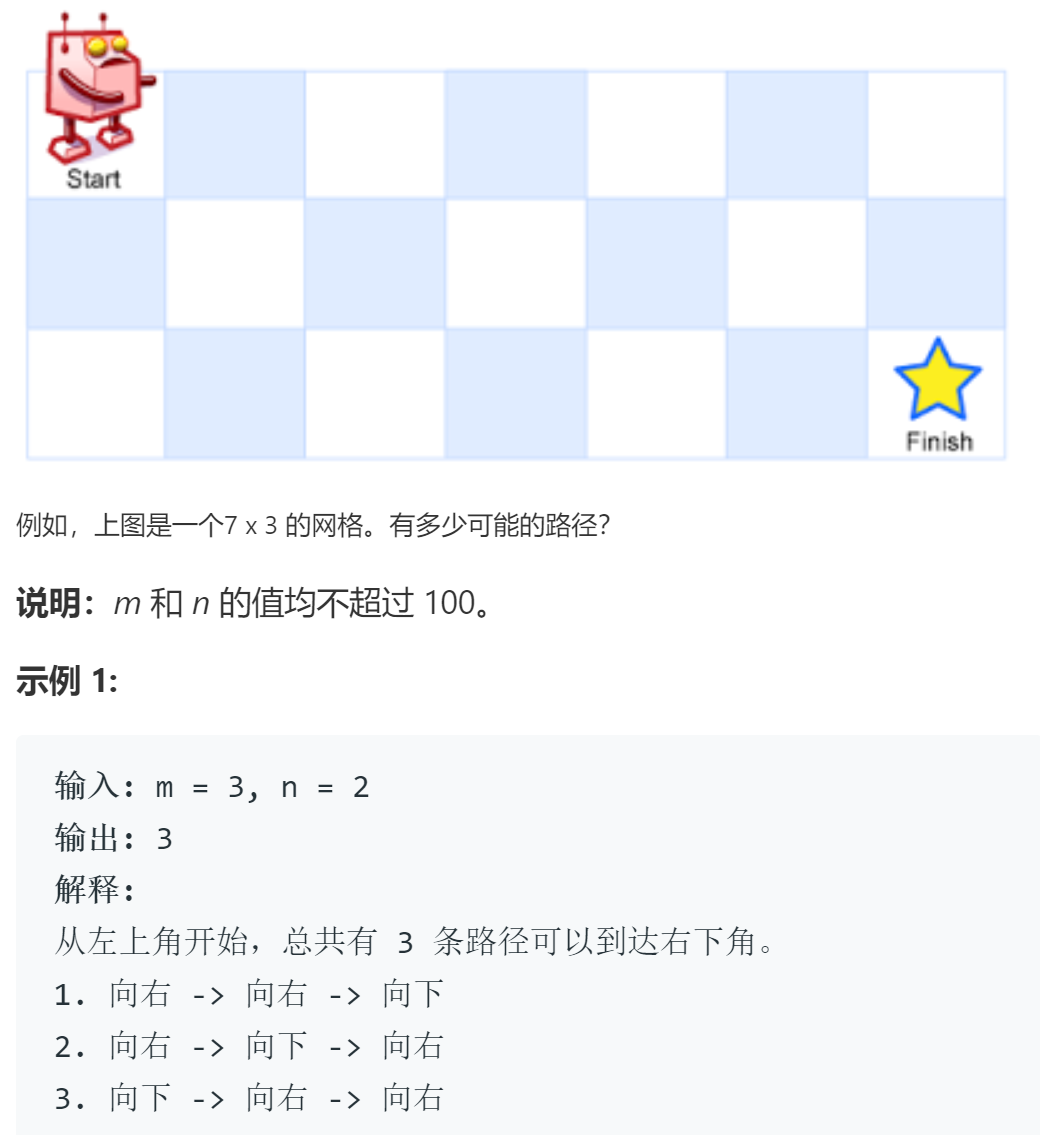 Start
Finish
例如，上图是一个7 x 3 的网格。有多少可能的路径？
说明：m 和 n 的值均不超过 100。
示例 1:
输入: m = 3, n = 2
输出: 3
解释:
从左上角开始，总共有 3 条路径可以到达右下角。
1. 向右 -> 向右 -> 向下
2. 向右 -> 向下 -> 向右
3. 向下 -> 向右 -> 向右